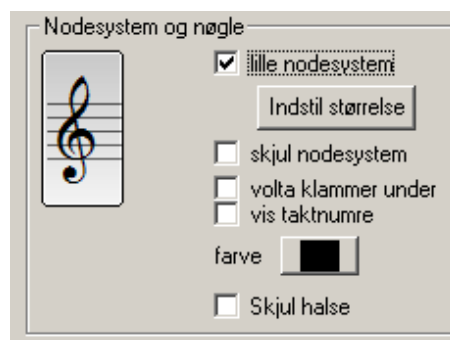 Nodesystem og nøgle
lille nodesystem
Indstil størrelse
skjul nodesystem
volta klammer under
vis taktnumre
farve
Skjul halse